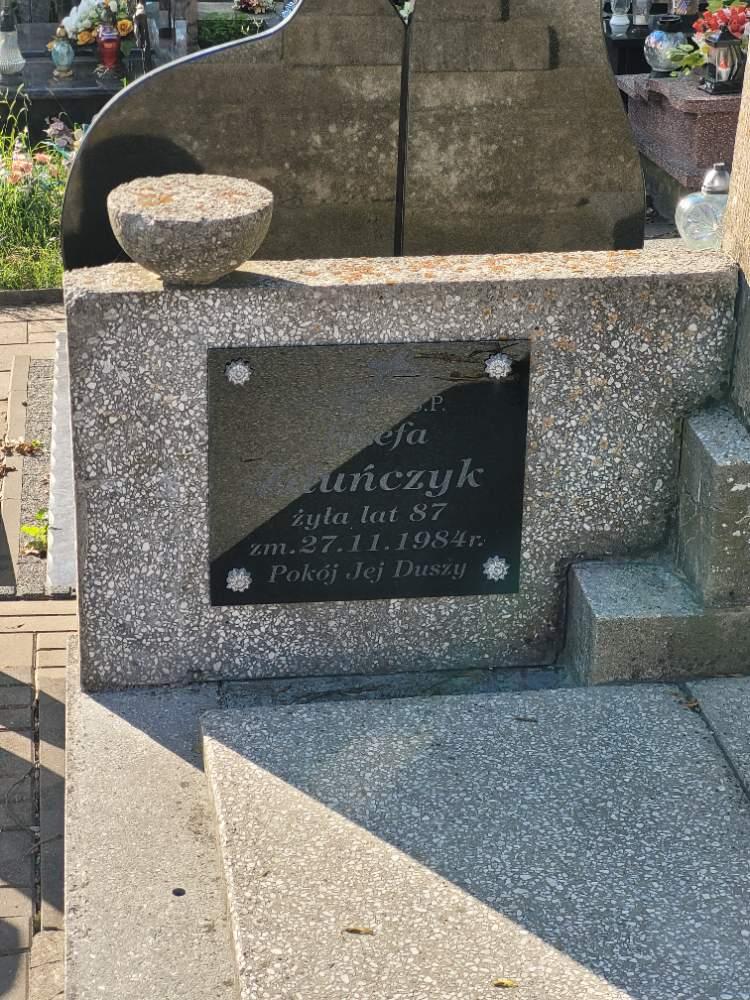 Ś.P.
Józefa
żyła lat 87
zm.27.11.1984r.
Pokój Jej Duszy